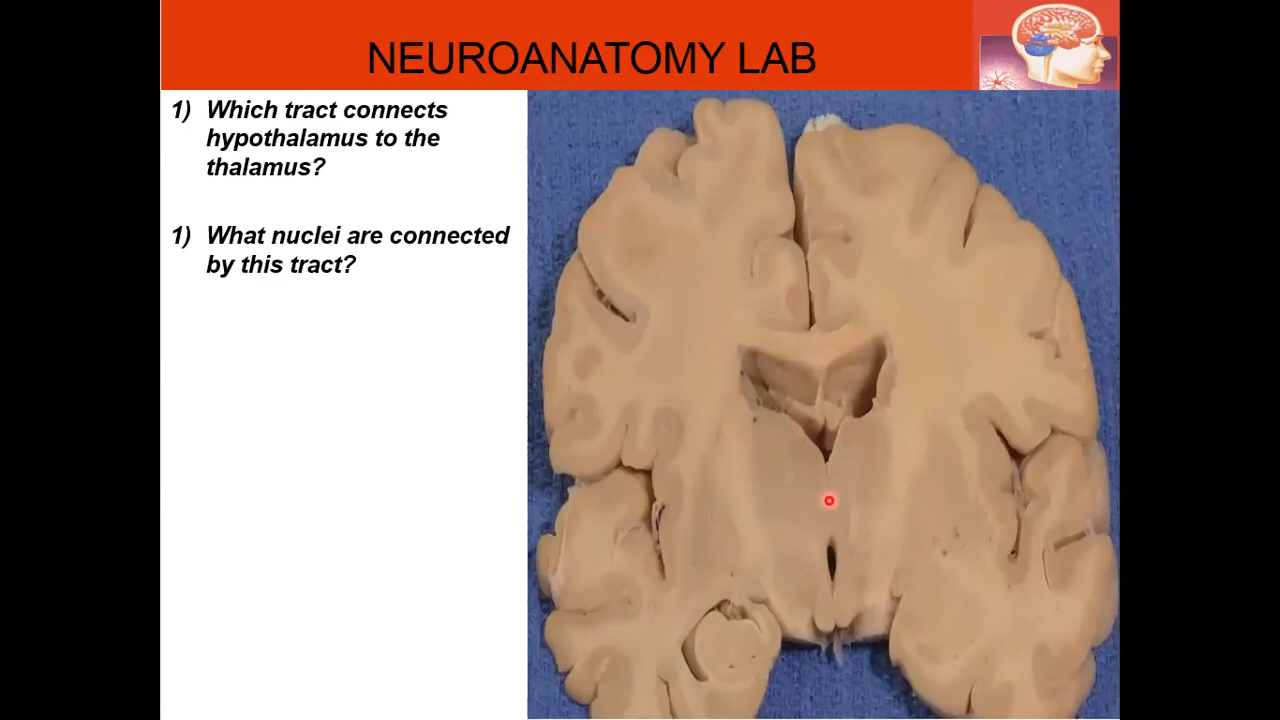 NEUROANATOMY LAB
1) Which tract connects
hypothalamus to the
thalamus?
1) What nuclei are connected
by this tract?